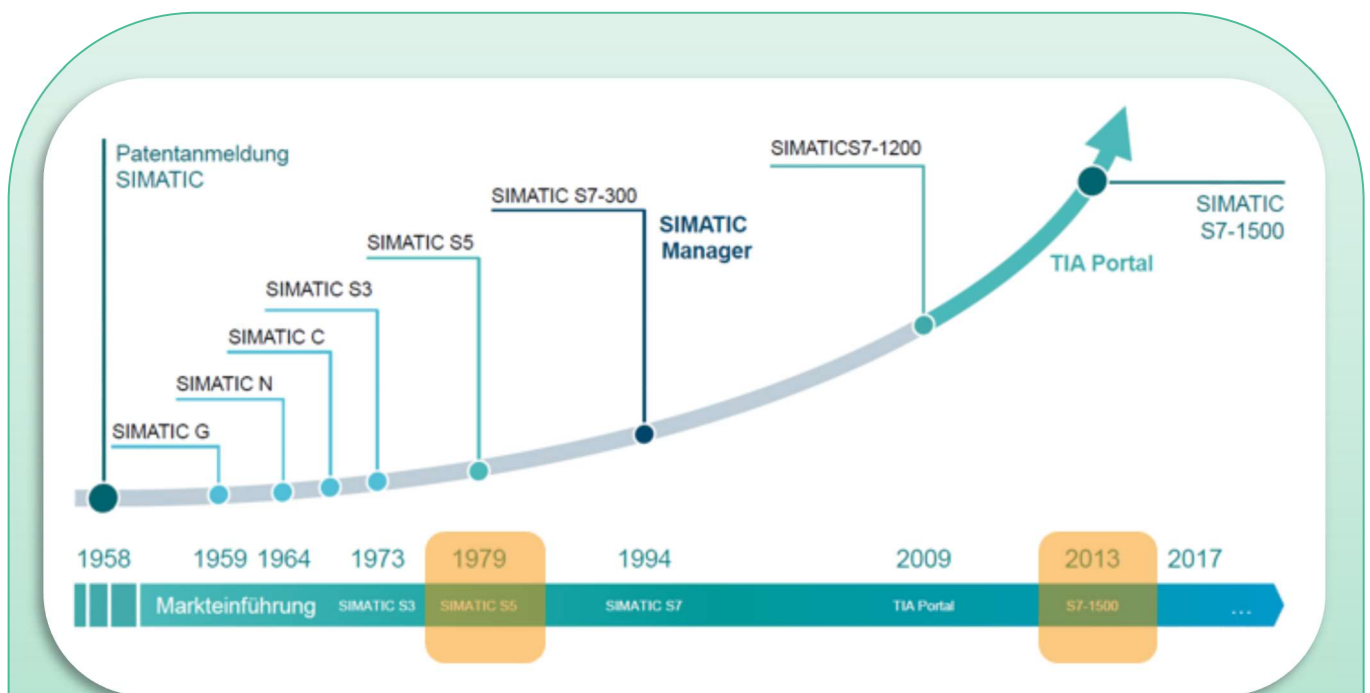 Patentanmeldung
SIMATIC
SIMATICS7-1200
SIMATIC S7-300
SIMATIC
S7-1500
SIMATIC
Manager
SIMATIC S5
TIA Portal
SIMATIC S3
SIMATIC C
SIMATIC N
SIMATIC G
1958 1959 1964 1973 1979 1994 2009 2013 2017
Markteinführung SIMATIC S3 SIMATIC S5 SIMATIC S7 TIA Portal S7-1500 ...